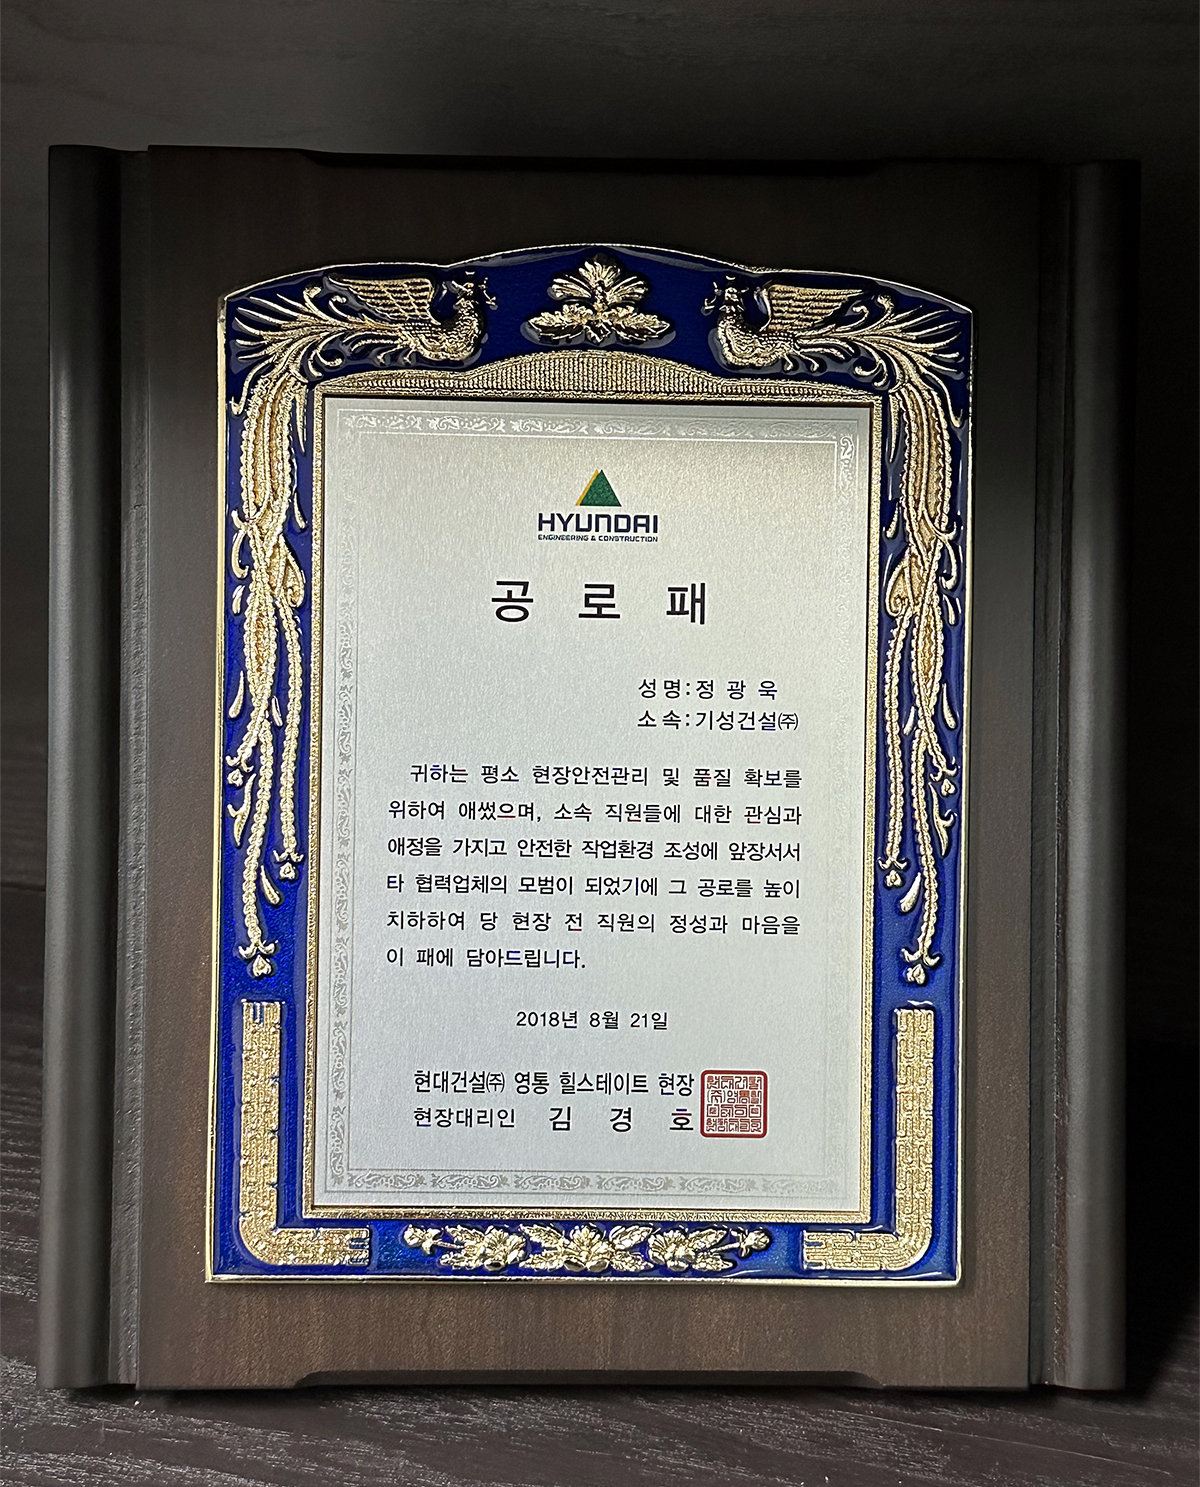 HYUNDAI
ENGINEERING & CONSTRUCTION
공 로 패
성명:정 광 욱
소속:기성건설㈜
귀하는 평소 현장안전관리 및 품질 확보를
위하여 애썼으며, 소속 직원들에 대한 관심과
애정을 가지고 안전한 작업환경 조성에 앞장서서
타 협력업체의 모범이 되었기에 그 공로를 높이
치하하여 당 현장 전 직원의 정성과 마음을
이 패에 담아드립니다.
2018년 8월 21일
현대건설㈜ 영통 힐스테이트 현장
현장대리인 김 경 호